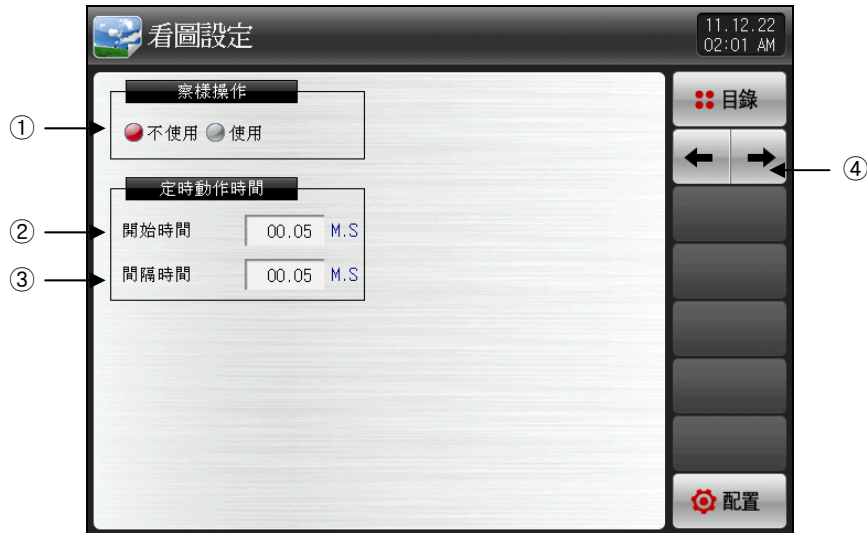 看圖設定
11.12.22
02:01 AM
察樣操作
① 不使用 使用
定時動作時間
② 開始時間 00.05 M.S
③ 間隔時間 00.05 M.S
目錄
④
配置